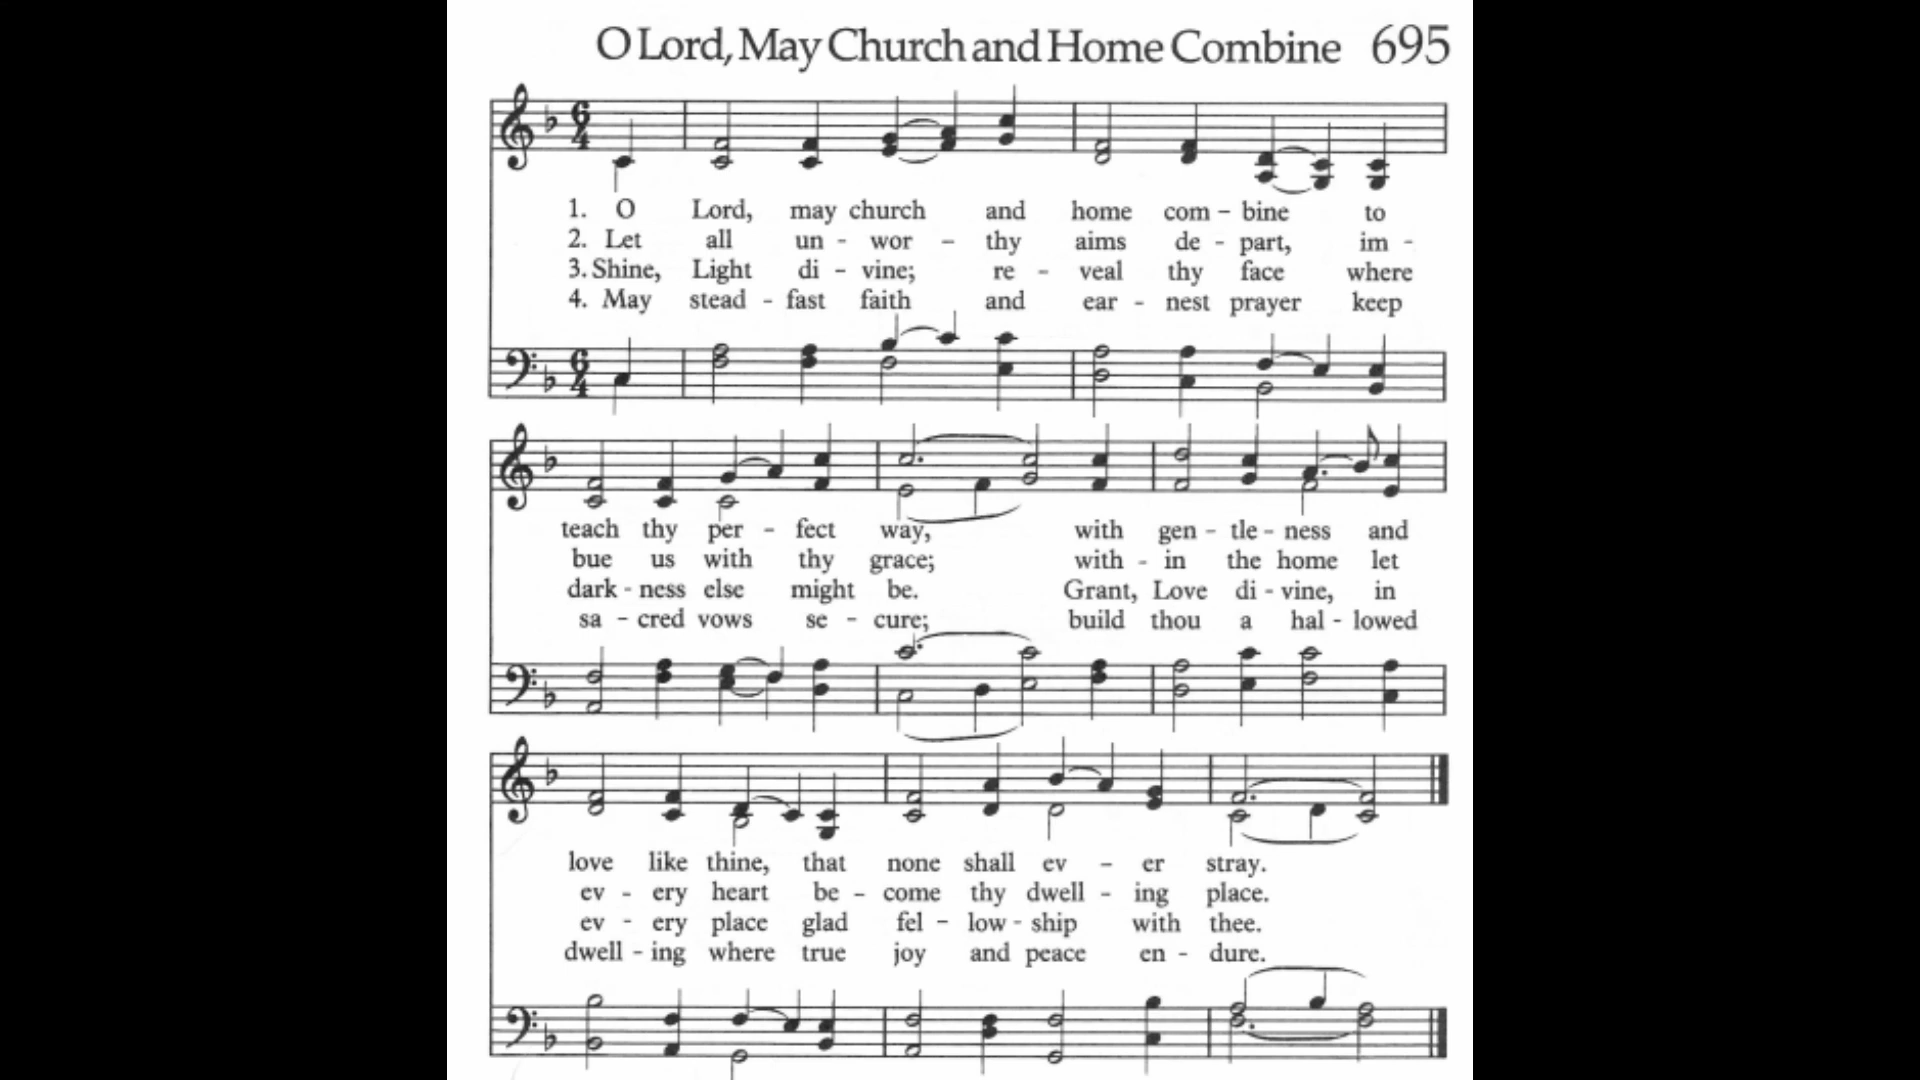 O Lord, May Church and Home Combine 695
6
4
1. O Lord, may church and home com – bine to
2. Let all un - wor – thy aims de - part, im -
3. Shine, Light di – vine; re – veal thy face where
4. May stead - fast faith and ear - nest prayer keep
6
4
teach thy per – fect way, with gen – tle – ness and
bue us with thy grace; with - in the home let
dark - ness else might be. Grant, Love di – vine, in
sa – cred vows se – cure; build thou a hal – lowed
love like thine, that none shall ev – er stray.
ev – ery heart be – come thy dwell – ing place.
ev – ery place glad fel – low - ship with thee.
dwell – ing where true joy and peace en – dure.